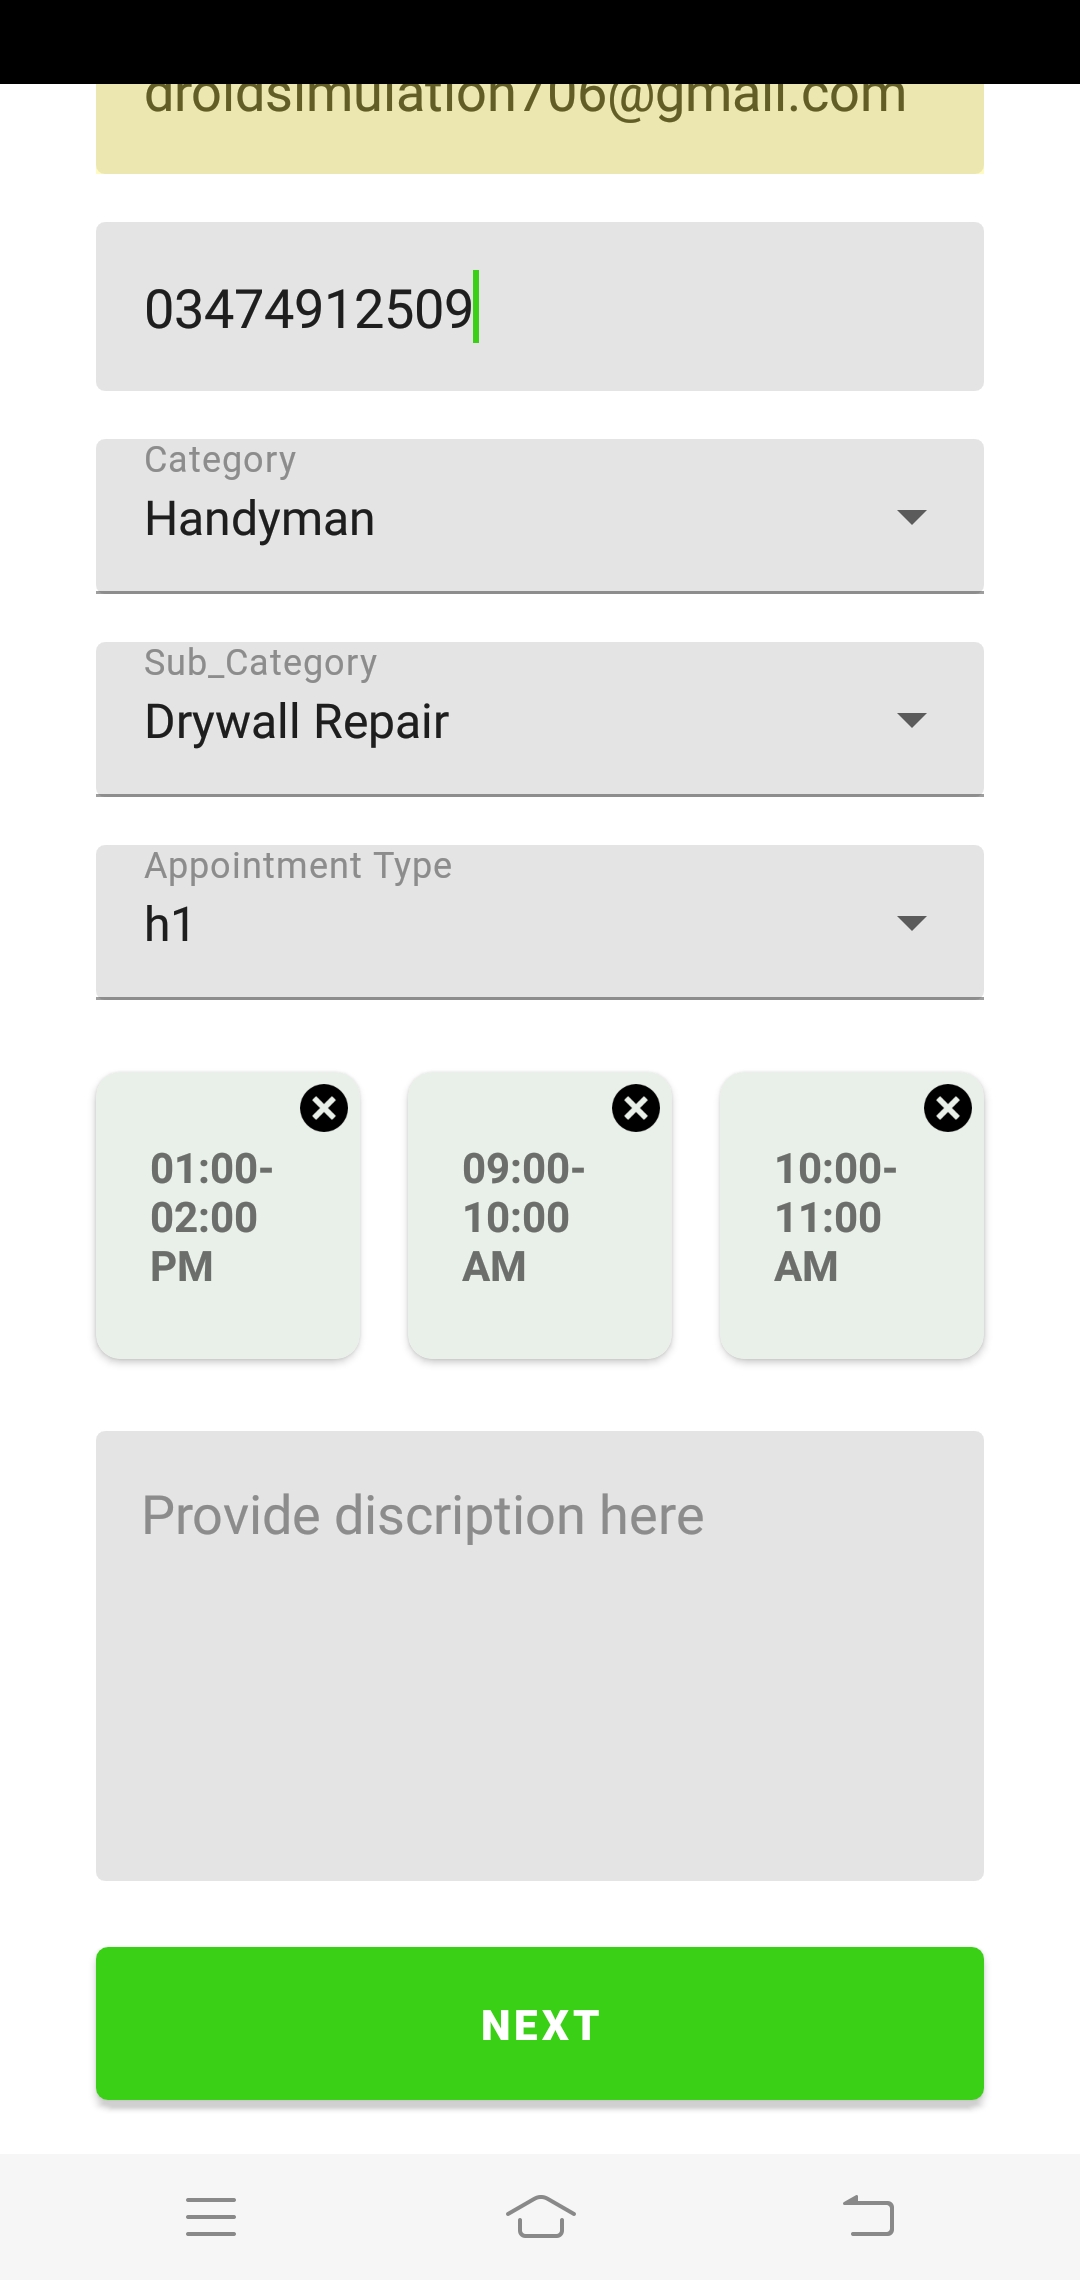 droidsimulation706@gmail.com
03474912509
Category
Handyman
Sub_Category
Drywall Repair
Appointment Type
h1
01:00-
02:00
PM
09:00-
10:00
AM
10:00-
11:00
AM
Provide discription here
NEXT